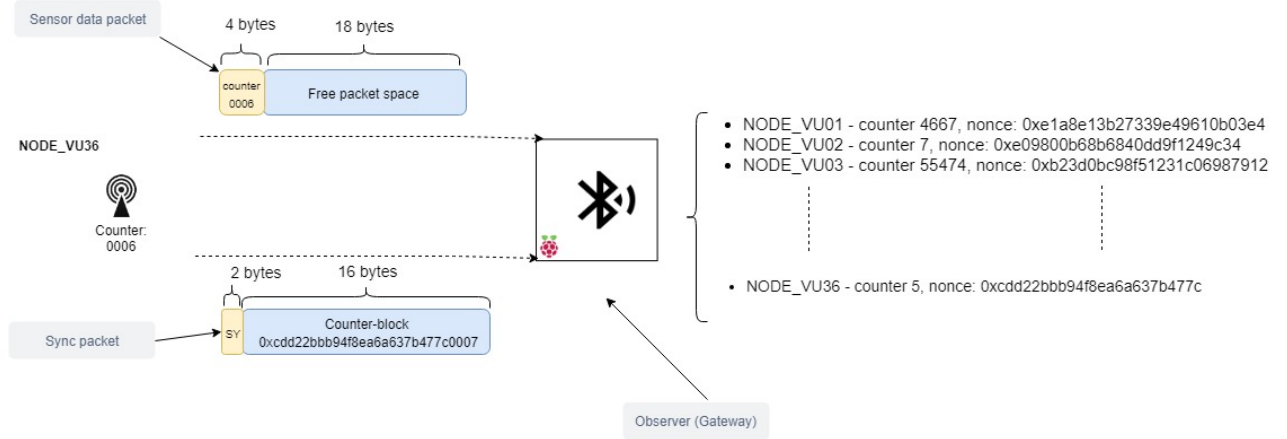 Sensor data packet
4 bytes
18 bytes
counter
0006
Free packet space
NODE_VU36
Counter:
0006
• NODE_VU01 - counter 4667, nonce: 0xe1a8e13b27339e49610b03e4
• NODE_VU02 - counter 7, nonce: 0xe09800b68b6840dd9f1249c34
• NODE_VU03 - counter 55474, nonce: 0xb23d0bc98f51231c06987912
• NODE_VU36 - counter 5, nonce: 0xcdd22bbb94f8ea6a637b477c
2 bytes
16 bytes
SY
Counter-block
0xcdd22bbb94f8ea6a637b477c0007
Sync packet
Observer (Gateway)